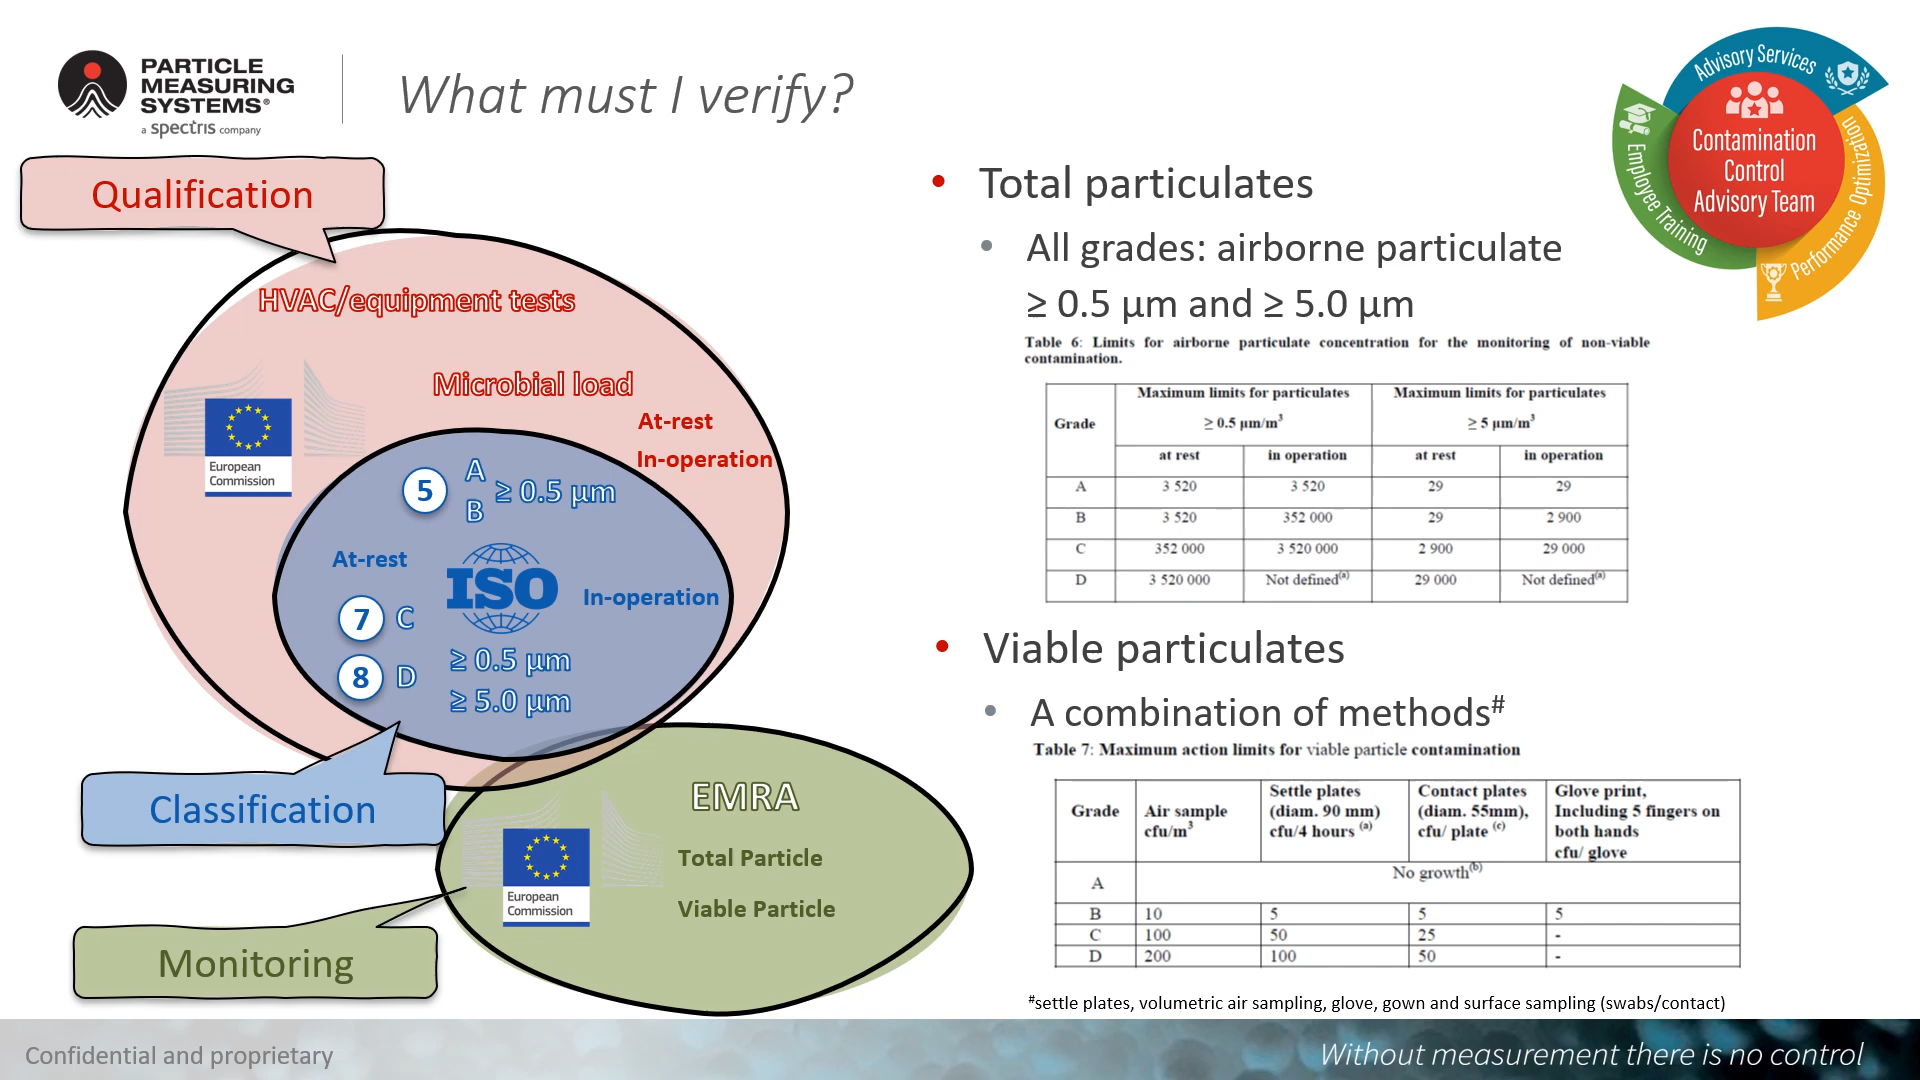 PARTICLE
MEASURING
SYSTEMS®
a spectris company
What must I verify?
Advisory Services
Employee Training
Performance Optimization
Contamination
Control
Advisory Team
Qualification
HVAC/equipment tests
Microbial load
At-rest
In-operation
European
Commission
5 A B ≥ 0.5 µm
At-rest
ISO
In-operation
7 C
8 D
≥ 0.5 µm
≥ 5.0 µm
Classification
EMRA
Total Particle
Viable Particle
European
Commission
Monitoring
• Total particulates
• All grades: airborne particulate
≥ 0.5 µm and ≥ 5.0 µm
Table 6: Limits for airborne particulate concentration for the monitoring of non-viable
contamination.
Grade
Maximum limits for particulates
≥ 0.5 µm/m³
Maximum limits for particulates
≥ 5 µm/m³
at rest in operation at rest in operation
A 3 520 3 520 29 29
B 3 520 352 000 29 2 900
C 352 000 3 520 000 2 900 29 000
D 3 520 000 Not defined(a) 29 000 Not defined(a)
• Viable particulates
• A combination of methods#
Table 7: Maximum action limits for viable particle contamination
Grade
Air sample
cfu/m³
Settle plates
(diam. 90 mm)
cfu/4 hours (a)
Contact plates
(diam. 55mm),
cfu/ plate (c)
Glove print,
Including 5 fingers on
both hands
cfu/ glove
A No growth(b)
B 10 5 5 5
C 100 50 25 -
D 200 100 50 -
#settle plates, volumetric air sampling, glove, gown and surface sampling (swabs/contact)
Confidential and proprietary
Without measurement there is no control